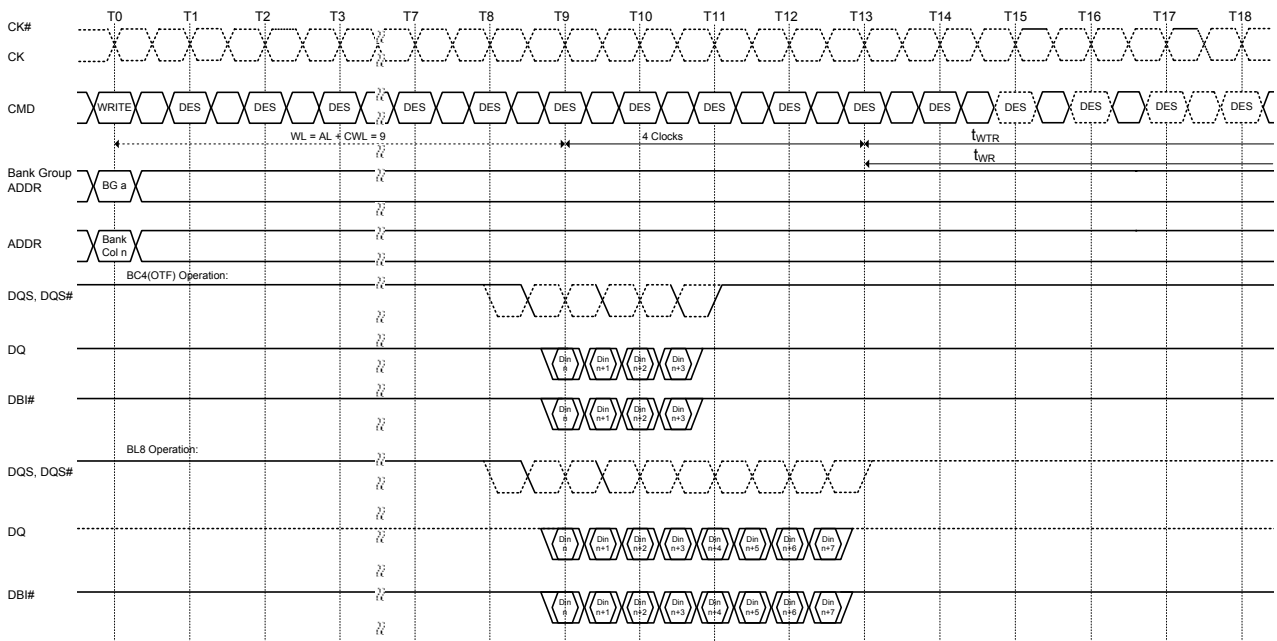 T0 T1 T2 T3 T7 T8 T9 T10 T11 T12 T13 T14 T15 T16 T17 T18
CK#
CK
CMD WRITE DES DES DES DES DES DES DES DES DES DES DES DES DES DES DES
WL = AL + CWL = 9 4 Clocks tWTR
tWR
Bank Group
ADDR BG a
ADDR Bank
Col n
BC4(OTF) Operation:
DQS, DQS#
DQ Din n Din n+1 Din n+2 Din n+3
DBI# Din n Din n+1 Din n+2 Din n+3
BL8 Operation:
DQS, DQS#
DQ Din n Din n+1 Din n+2 Din n+3 Din n+4 Din n+5 Din n+6 Din n+7
DBI# Din n Din n+1 Din n+2 Din n+3 Din n+4 Din n+5 Din n+6 Din n+7